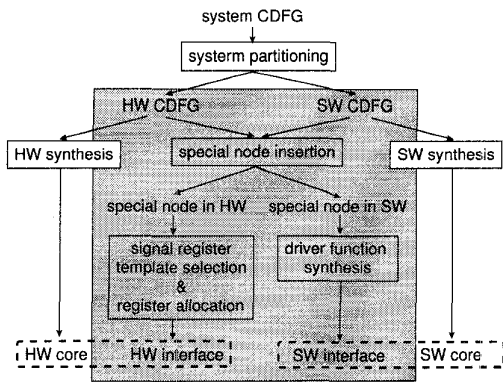 system CDFG
systerm partitioning
HW CDFG SW CDFG
HW synthesis special node insertion SW synthesis
special node in HW special node in SW
signal register
template selection
&
register allocation
driver function
synthesis
HW core HW interface SW interface SW core